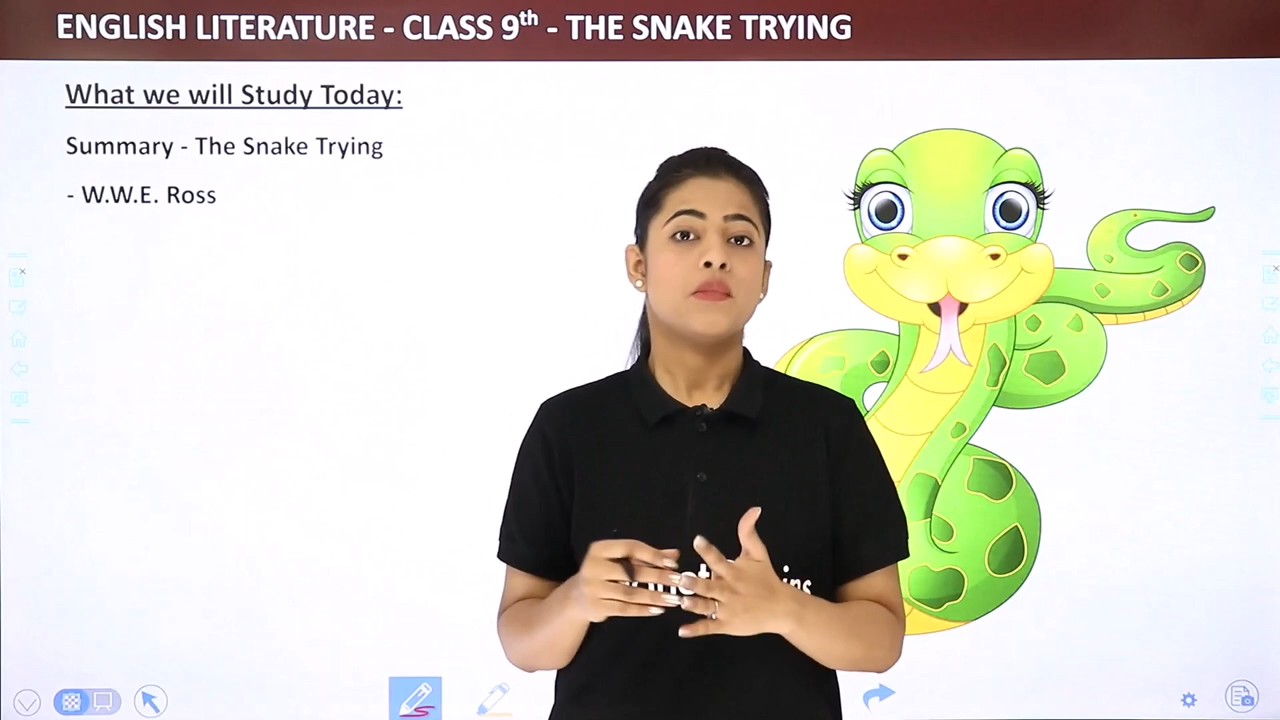 ENGLISH LITERATURE - CLASS 9th - THE SNAKE TRYING
What we will Study Today:
Summary - The Snake Trying
- W.W.E. Ross